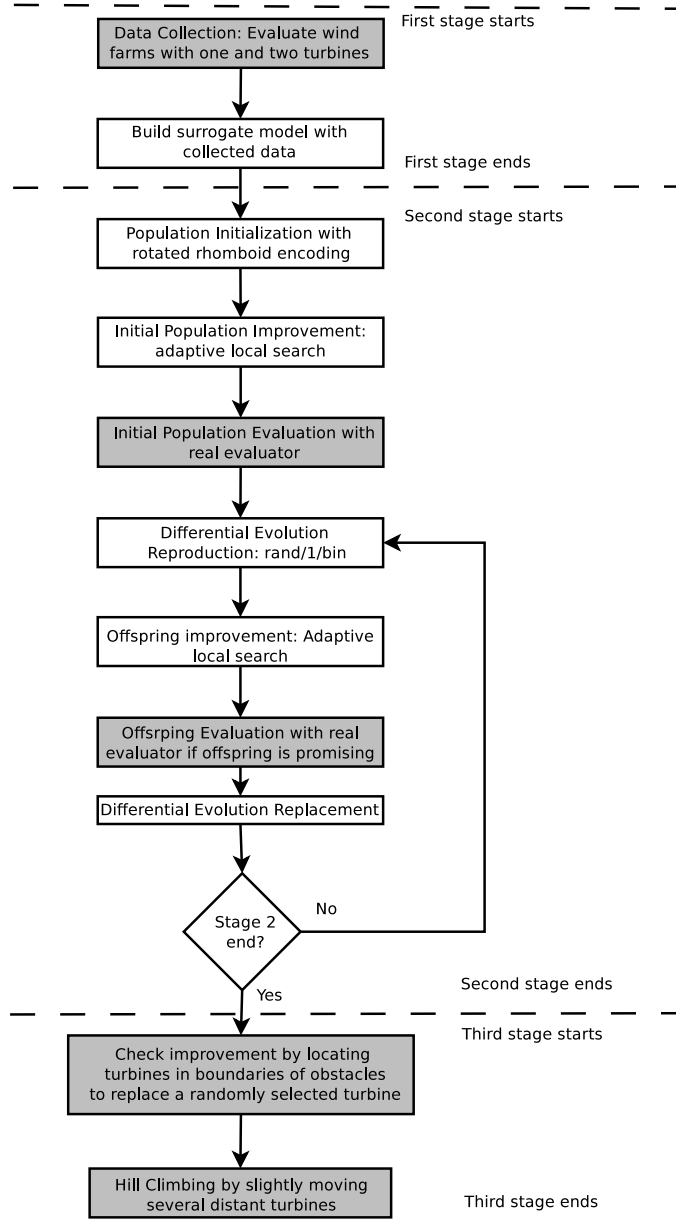 First stage starts
Data Collection: Evaluate wind
farms with one and two turbines
Build surrogate model with
collected data
First stage ends
Second stage starts
Population Initialization with
rotated rhomboid encoding
Initial Population Improvement:
adaptive local search
Initial Population Evaluation with
real evaluator
Differential Evolution
Reproduction: rand/1/bin
Offspring improvement: Adaptive
local search
Offsrping Evaluation with real
evaluator if offspring is promising
Differential Evolution Replacement
No
Stage 2
end?
Second stage ends
Yes
Third stage starts
Check improvement by locating
turbines in boundaries of obstacles
to replace a randomly selected turbine
Hill Climbing by slightly moving
several distant turbines
Third stage ends